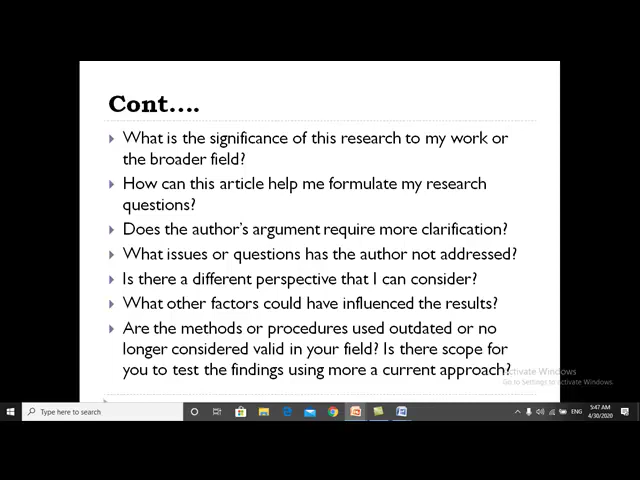 Cont....
What is the significance of this research to my work or
the broader field?
How can this article help me formulate my research
questions?
Does the author's argument require more clarification?
What issues or questions has the author not addressed?
Is there a different perspective that I can consider?
What other factors could have influenced the results?
Are the methods or procedures used outdated or no
longer considered valid in your field? Is there scope for
you to test the findings using more a current approach?
Activate Windows
Go to Settings to activate Windows.
Type here to search
ENG
5:47 AM
4/30/2020